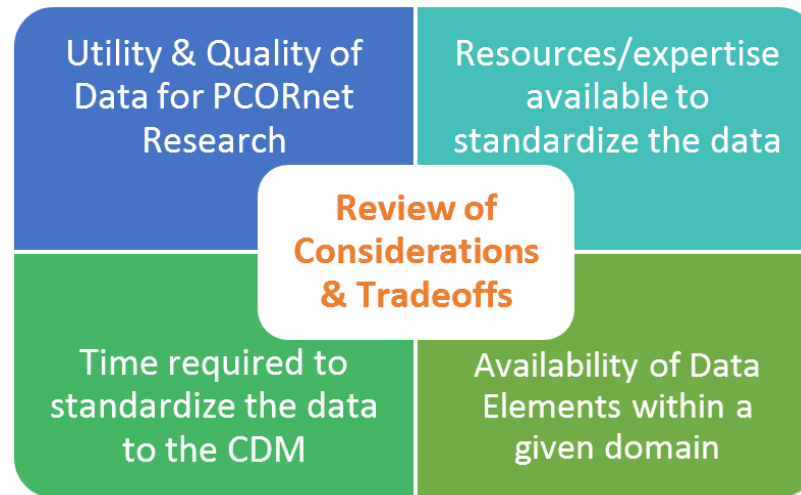 Utility & Quality of
Data for PCORnet
Research
Resources/expertise
available to
standardize the data
Review of
Considerations
& Tradeoffs
Time required to
standardize the data
to the CDM
Availability of Data
Elements within a
given domain